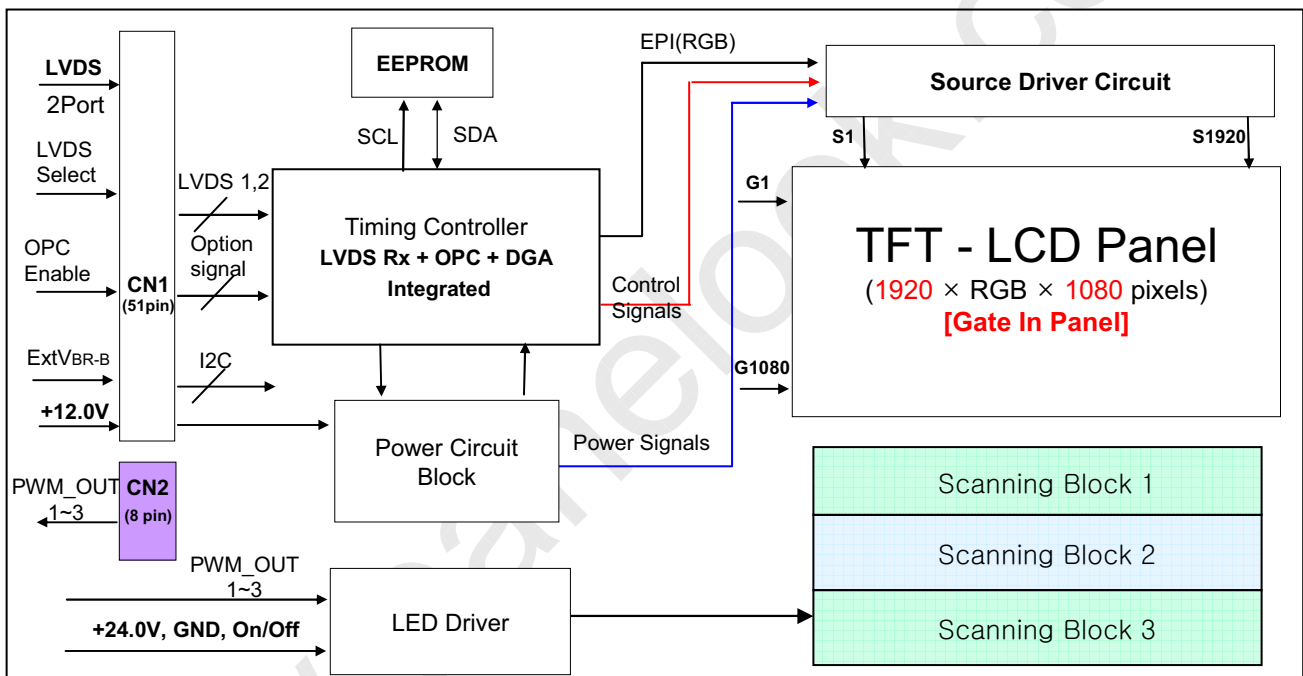 LVDS
2Port
LVDS
Select
OPC
Enable
ExtVBR-B
+12.0V
CN1
(51pin)
LVDS 1,2
Option
signal
I2C
EEPROM
SCL
SDA
Timing Controller
LVDS Rx + OPC + DGA
Integrated
Power Circuit
Block
EPI(RGB)
Control
Signals
Power Signals
Source Driver Circuit
S1
S1920
G1
G1080
TFT - LCD Panel
(1920 × RGB × 1080 pixels)
[Gate In Panel]
PWM_OUT
1~3
CN2
(8 pin)
PWM_OUT
1~3
+24.0V, GND, On/Off
LED Driver
Scanning Block 1
Scanning Block 2
Scanning Block 3